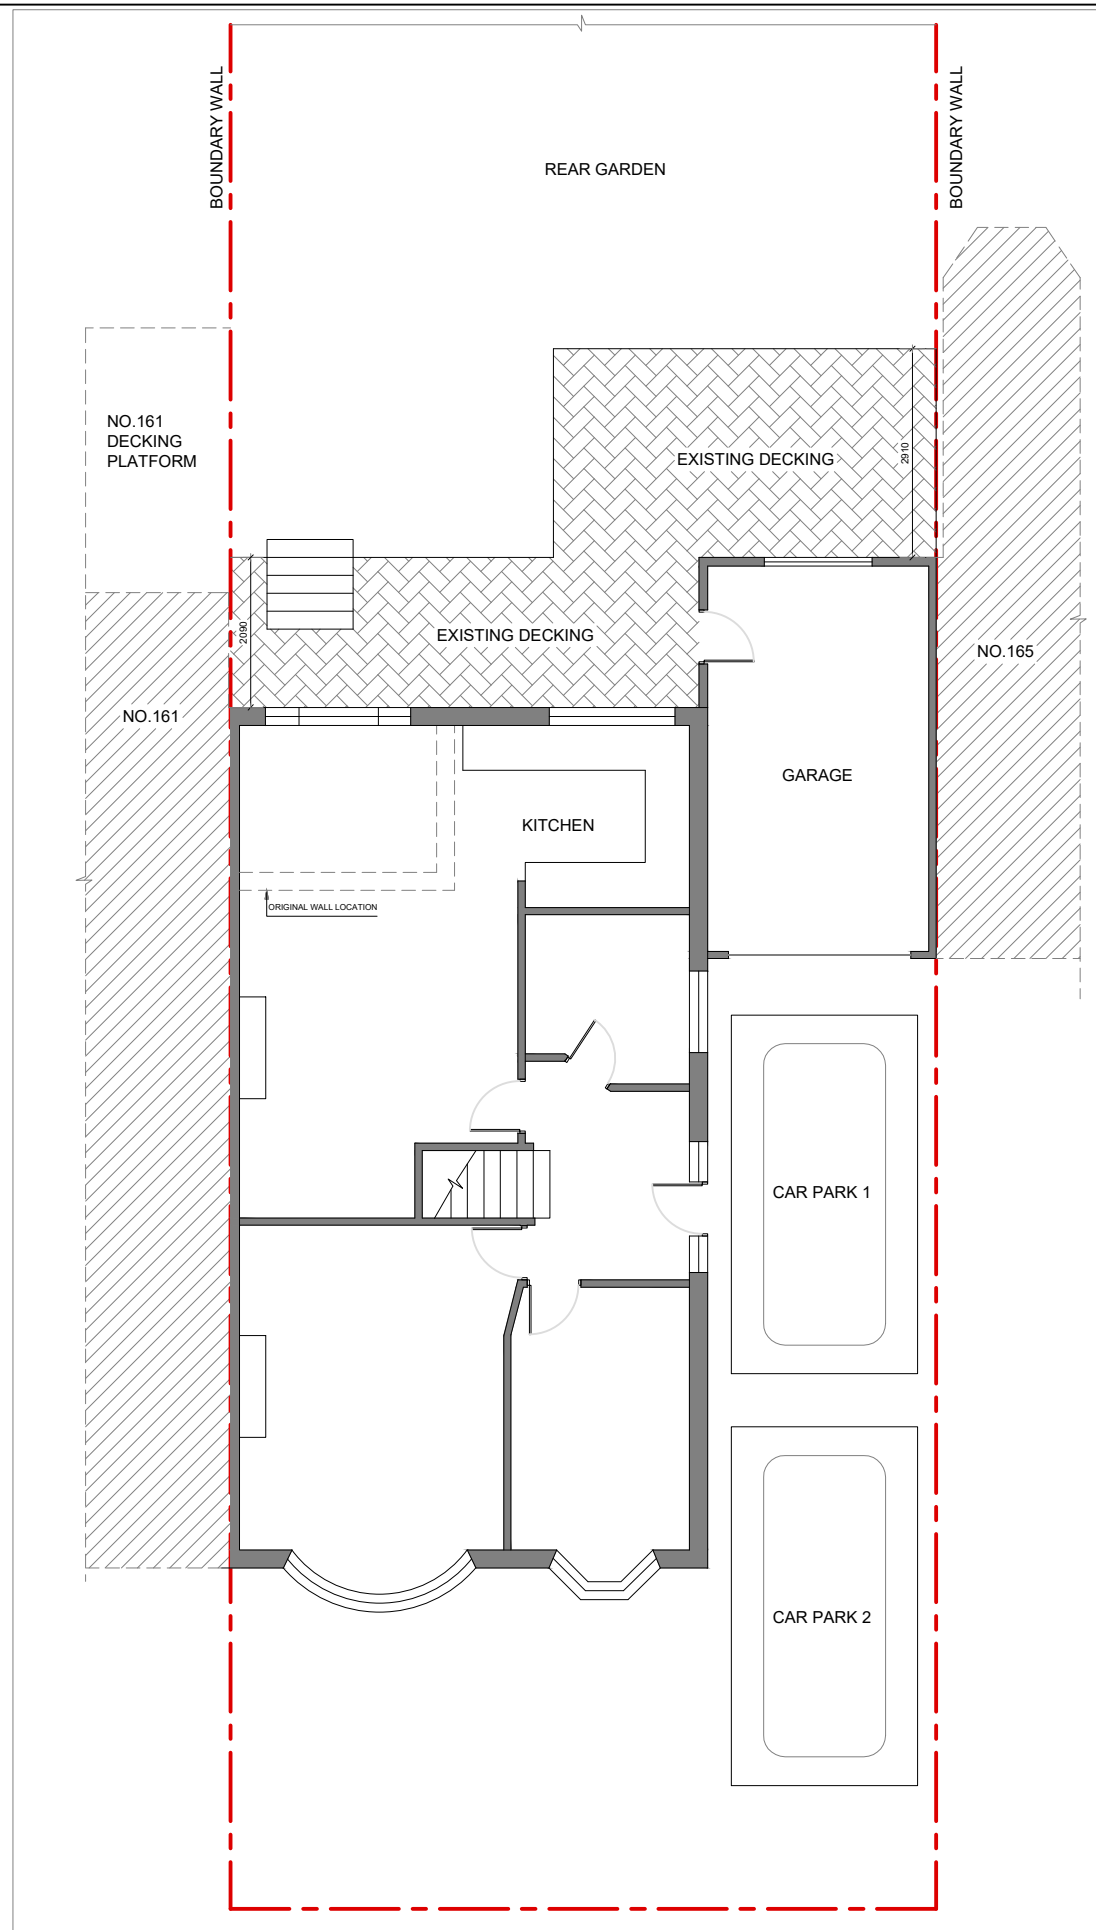 BOUNDARY WALL
BOUNDARY WALL
REAR GARDEN
NO.161
DECKING
PLATFORM
EXISTING DECKING
2910
2090
EXISTING DECKING
NO.165
NO.161
GARAGE
KITCHEN
ORIGINAL WALL LOCATION
CAR PARK 1
CAR PARK 2